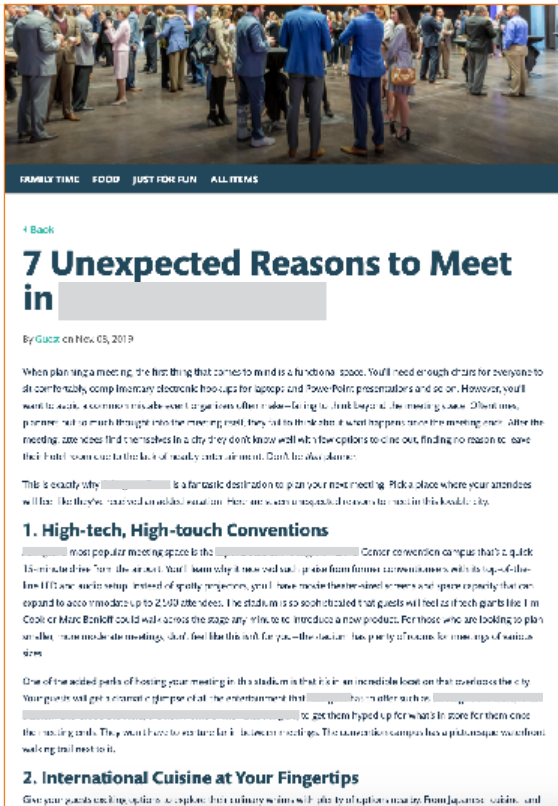 FAMILY TIME FOOD JUST FOR FUN ALL ITEMS
‹ Back
7 Unexpected Reasons to Meet
in
By Guest on Nov. 08, 2019
When planning a meeting, the first thing that comes to mind is a functional space. You'll need enough chairs for everyone to
sit comfortably, complimentary electronic hookups for laptops and PowerPoint presentations and so on. However, you'll
want to avoid a common mistake event organizers often make—failing to think beyond the meeting space. Oftentimes,
planners put so much thought into the meeting itself, they fail to think about what happens once the meeting ends. After the
meeting, attendees find themselves in a city they don't know well with few options to dine out, finding no reason to leave
their hotel room due to the lack of nearby entertainment. Don't be that planner.
This is exactly why is a fantastic destination to plan your next meeting. Pick a place where your attendees
will feel like they've received an added vacation. Here are seven unexpected reasons to meet in this lovable city.
1. High-tech, High-touch Conventions
most popular meeting space is the Center convention campus that's a quick
15-minute drive from the airport. You'll learn why it received such praise from former conventioneers with its top-of-the-
line LED and audio setup. Instead of spotty projectors, you'll have movie theater-sized screens and space capacity that can
expand to accommodate up to 2,500 attendees. The stadium is so sophisticated that guests will feel as if tech giants like Tim
Cook or Marc Benioff could walk across the stage any minute to introduce a new product. For those who are looking to plan
smaller, more moderate meetings, don't feel like this isn't for you—the stadium has plenty of rooms for meetings of various
sizes.
One of the added perks of hosting your meeting in this stadium is that it's in an incredible location that overlooks the city.
Your guests will get a dramatic glimpse of all the entertainment that has to offer such as
to get them hyped up for what's in store for them once
the meeting ends. They won't have to venture far in between meetings. The convention campus has a picturesque waterfront
walking trail next to it.
2. International Cuisine at Your Fingertips
Give your guests exciting options to explore their culinary whims with plenty of options nearby. From Japanese cuisine and